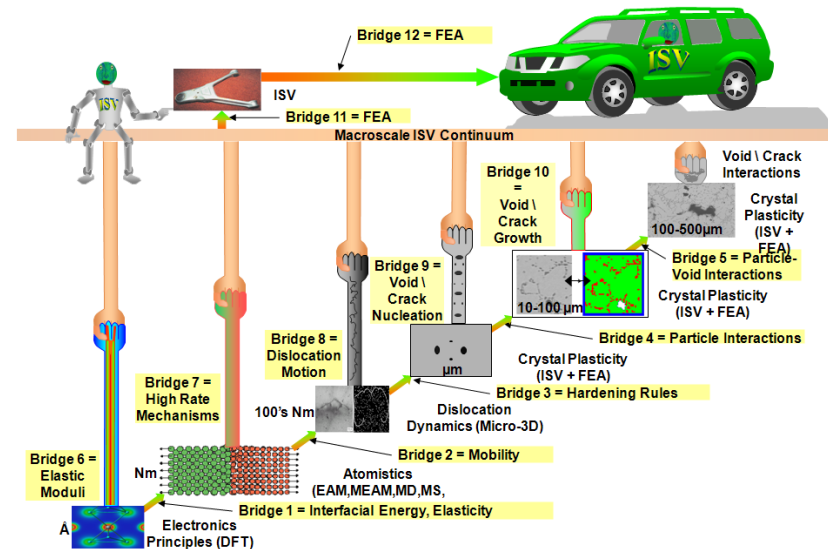 Bridge 12 = FEA
ISV
ISV
ISV
Bridge 11 = FEA
Macroscale ISV Continuum
Void \ Crack
Interactions
Bridge 10
=
Void \
Crack
Growth
Crystal
Plasticity
(ISV +
FEA)
100-500µm
Bridge 5 = Particle-
Void Interactions
Bridge 9 =
Void \
Crack
Nucleation
10-100 µm
Crystal Plasticity
(ISV + FEA)
Bridge 4 = Particle Interactions
Bridge 8 =
Dislocation
Motion
µm
Crystal Plasticity
(ISV + FEA)
Bridge 7 =
High Rate
Mechanisms
Bridge 3 = Hardening Rules
100's Nm
Dislocation
Dynamics (Micro-3D)
Bridge 2 = Mobility
Bridge 6 =
Elastic
Moduli
Nm
Atomistics
(EAM,MEAM,MD,MS,
Bridge 1 = Interfacial Energy, Elasticity
Å
Electronics
Principles (DFT)